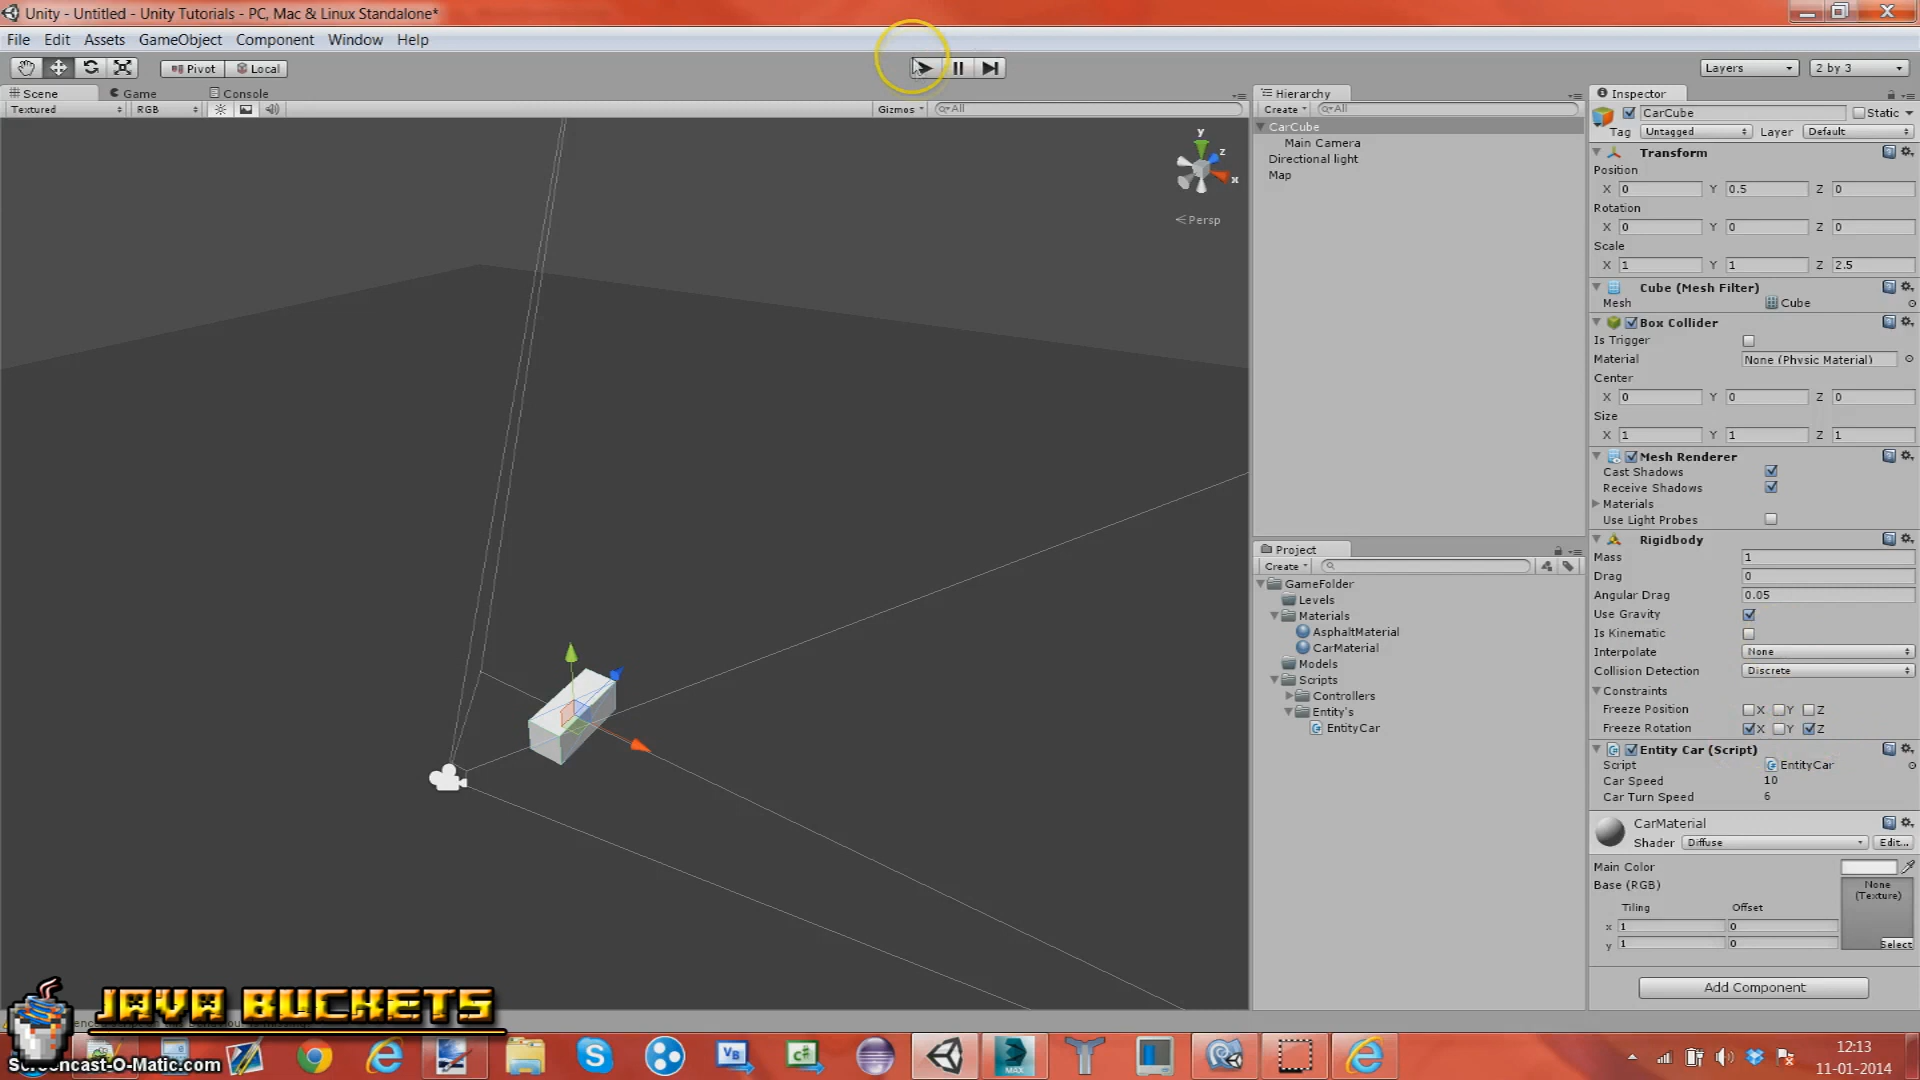 Unity - Untitled - Unity Tutorials - PC, Mac & Linux Standalone*
File Edit Assets GameObject Component Window Help
Pivot Local
Layers 2 by 3
Scene Game Console
Textured RGB Gizmos All
y z x
Persp
Hierarchy
Create All
CarCube
Main Camera
Directional light
Map
Project
Create
GameFolder
Levels
Materials
AsphaltMaterial
CarMaterial
Models
Scripts
Controllers
Entity's
EntityCar
Inspector
CarCube Static
Tag Untagged Layer Default
Transform
Position
X 0 Y 0.5 Z 0
Rotation
X 0 Y 0 Z 0
Scale
X 1 Y 1 Z 2.5
Cube (Mesh Filter)
Mesh Cube
Box Collider
Is Trigger
Material None (Physic Material)
Center
X 0 Y 0 Z 0
Size
X 1 Y 1 Z 1
Mesh Renderer
Cast Shadows
Receive Shadows
Materials
Use Light Probes
Rigidbody
Mass 1
Drag 0
Angular Drag 0.05
Use Gravity
Is Kinematic
Interpolate None
Collision Detection Discrete
Constraints
Freeze Position X Y Z
Freeze Rotation X Y Z
Entity Car (Script)
Script EntityCar
Car Speed 10
Car Turn Speed 6
CarMaterial
Shader Diffuse Edit...
Main Color
Base (RGB)
None
(Texture)
Tiling Offset
x 1 0
y 1 0
Select
Add Component
JAVA BUCKETS
Screencast-O-Matic.com
VB
C#
MAX
12:13
11-01-2014